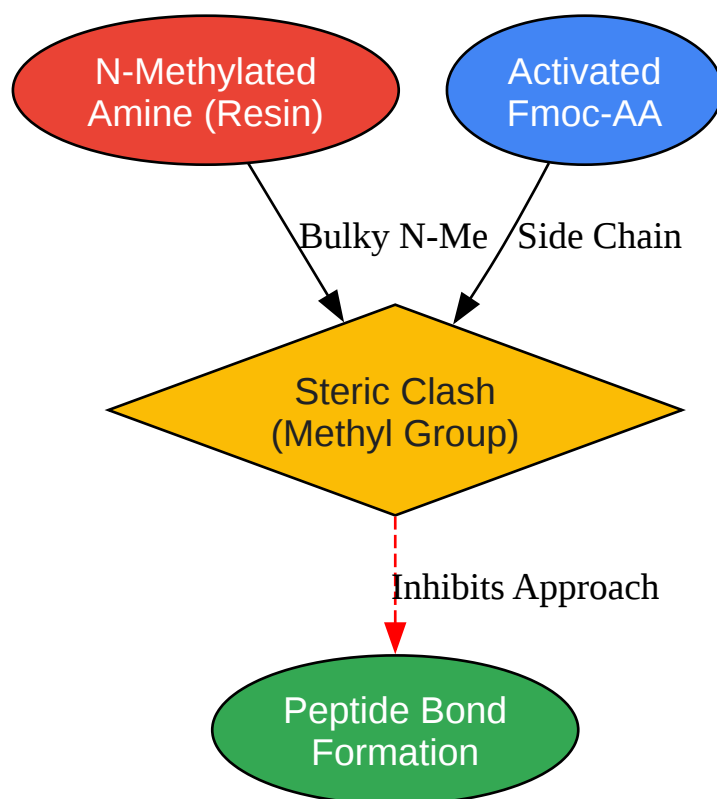 N-Methylated
Amine (Resin)
Activated
Fmoc-AA
Bulky N-Me
Side Chain
Steric Clash
(Methyl Group)
Inhibits Approach
Peptide Bond
Formation